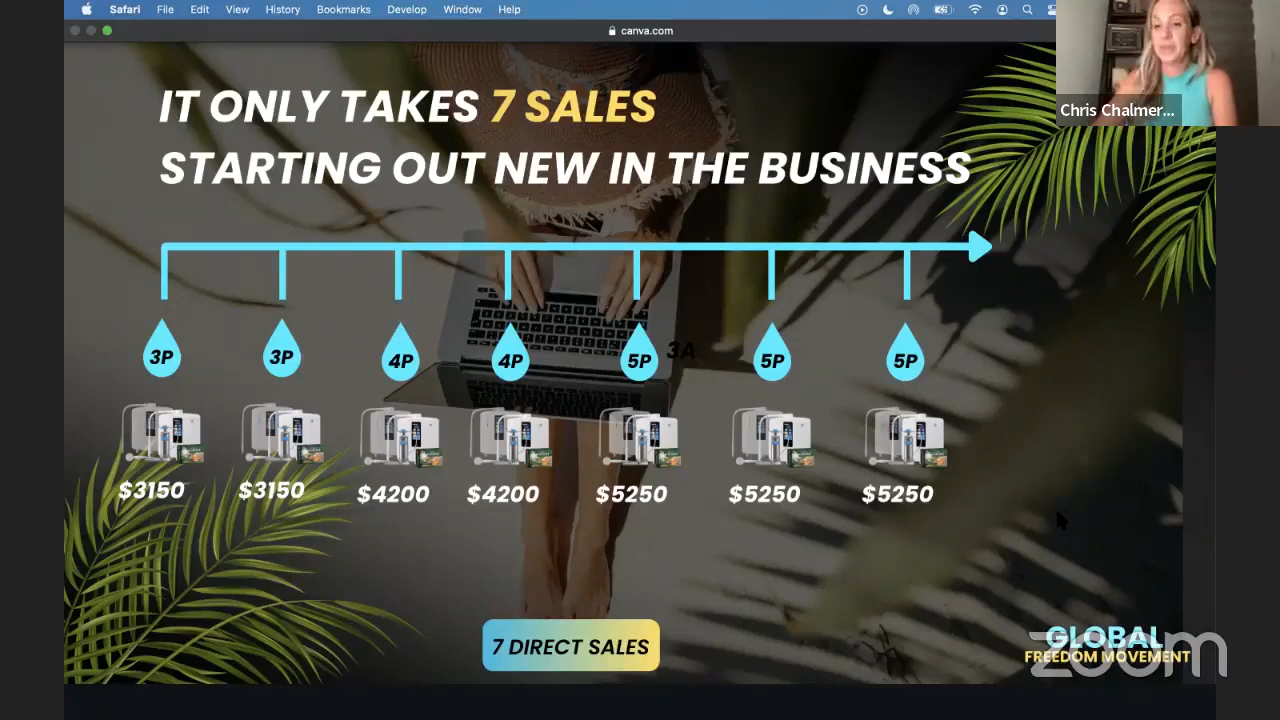 Safari File Edit View History Bookmarks Develop Window Help
canva.com
Chris Chalmer...
IT ONLY TAKES 7 SALES
STARTING OUT NEW IN THE BUSINESS
3P 3P 4P 4P 5P 3A 5P 5P
$3150 $3150 $4200 $4200 $5250 $5250 $5250
7 DIRECT SALES
GLOBAL
FREEDOM MOVEMENT
zoom